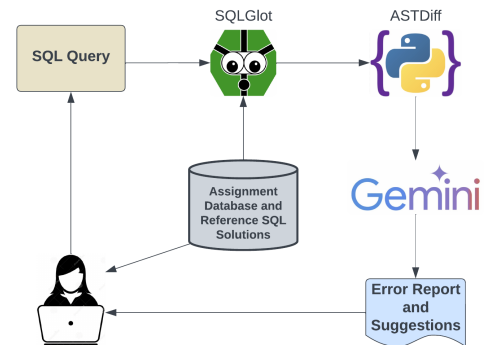 SQLGlot
ASTDiff
SQL Query
Assignment
Database and
Reference SQL
Solutions
Gemini
Error Report
and
Suggestions